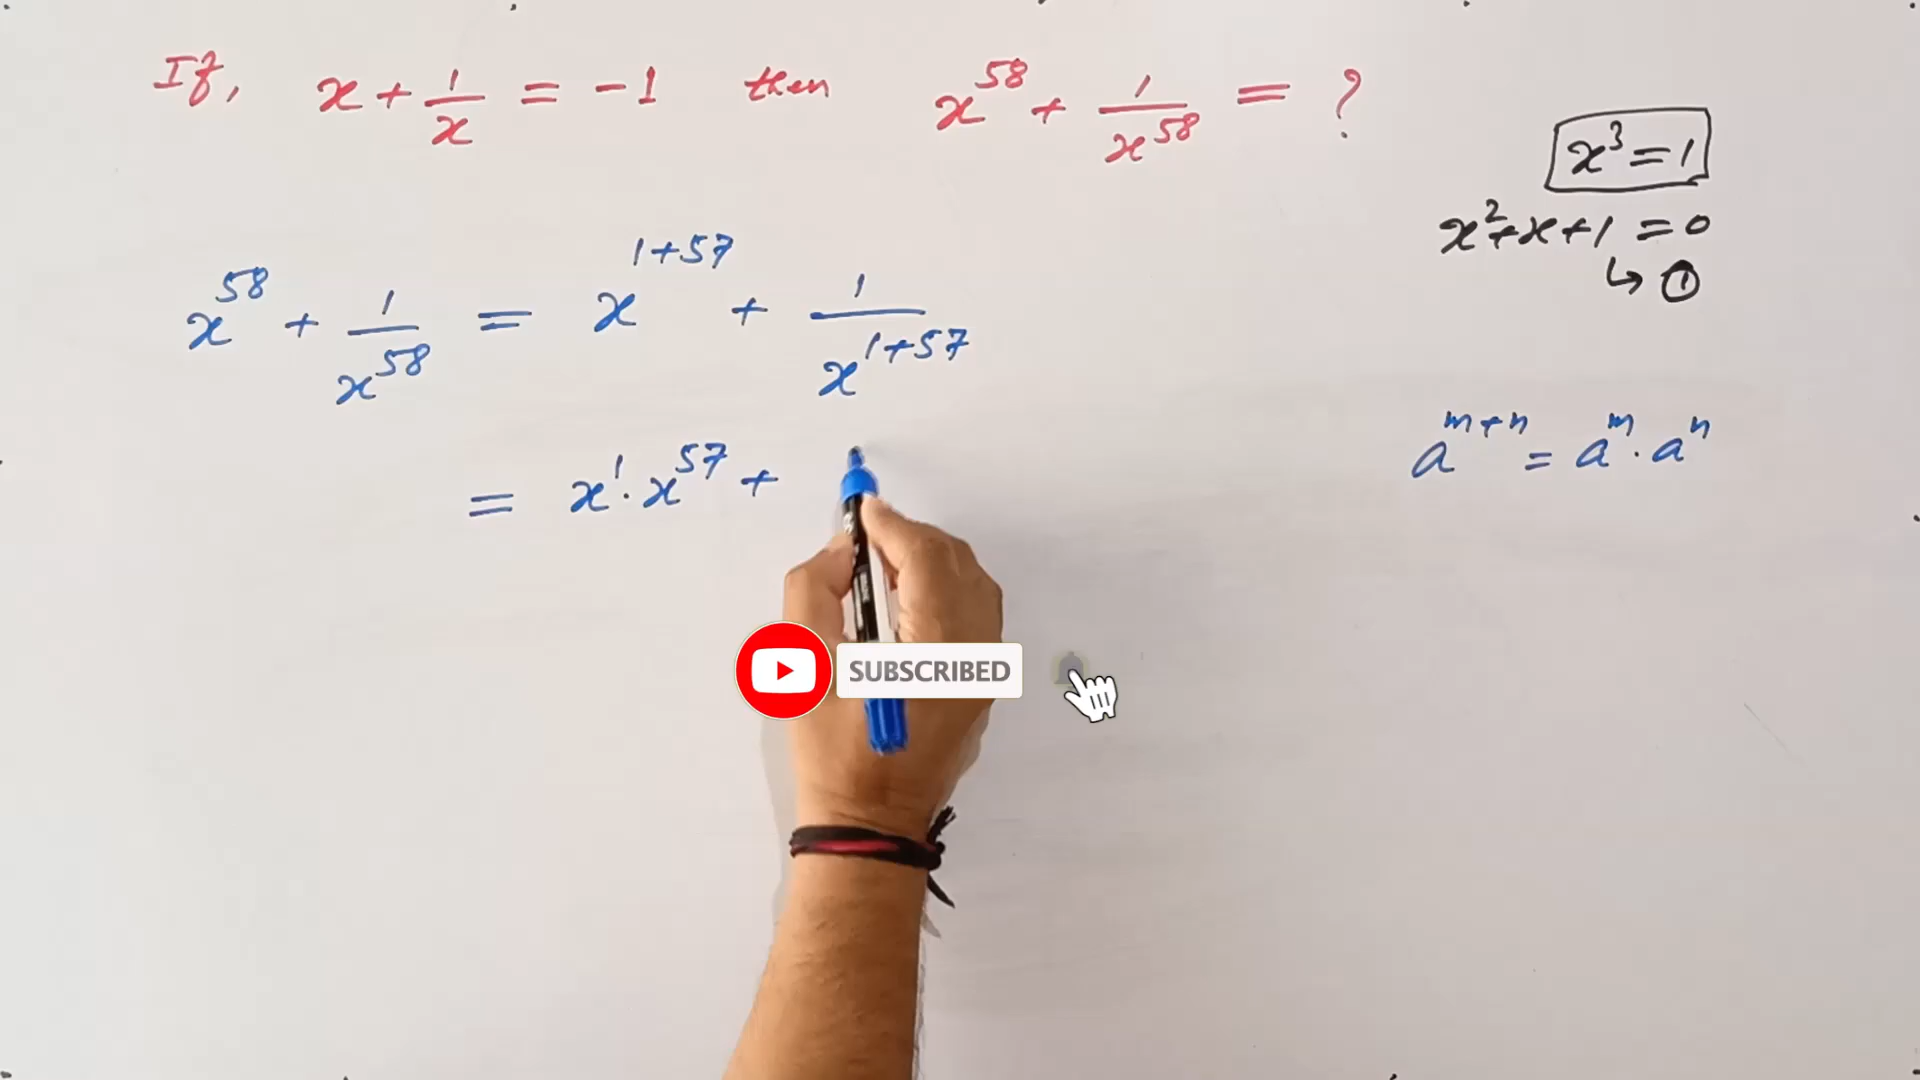 If, x + 1/x = -1 then x^58 + 1/x^58 = ?
x^3 = 1
x^2 + x + 1 = 0
↳ ①
x^58 + 1/x^58 = x^(1+57) + 1/x^(1+57)
a^(m+n) = a^m · a^n
= x^1 · x^57 +
SUBSCRIBED